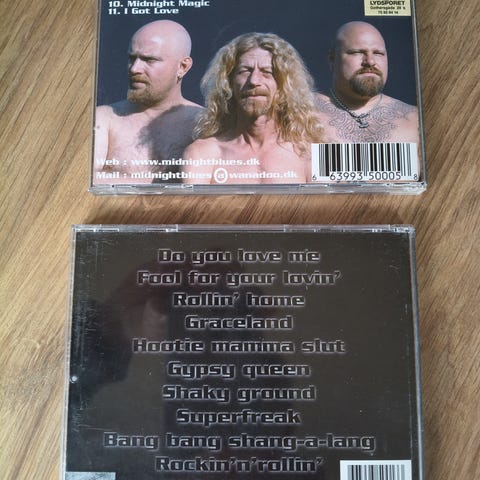 10. Midnight Magic
11. I Got Love
LYDSPORET
Web : www.midnightblues.dk
Mail : midnightblues@wanadoo.dk
6 63993 50005 8
Do you love me
Fool for your lovin'
Rollin' home
Graceland
Hootie mamma slut
Gypsy queen
Shaky ground
Superfreak
Bang bang shang-a-lang
Rockin'n'rollin'